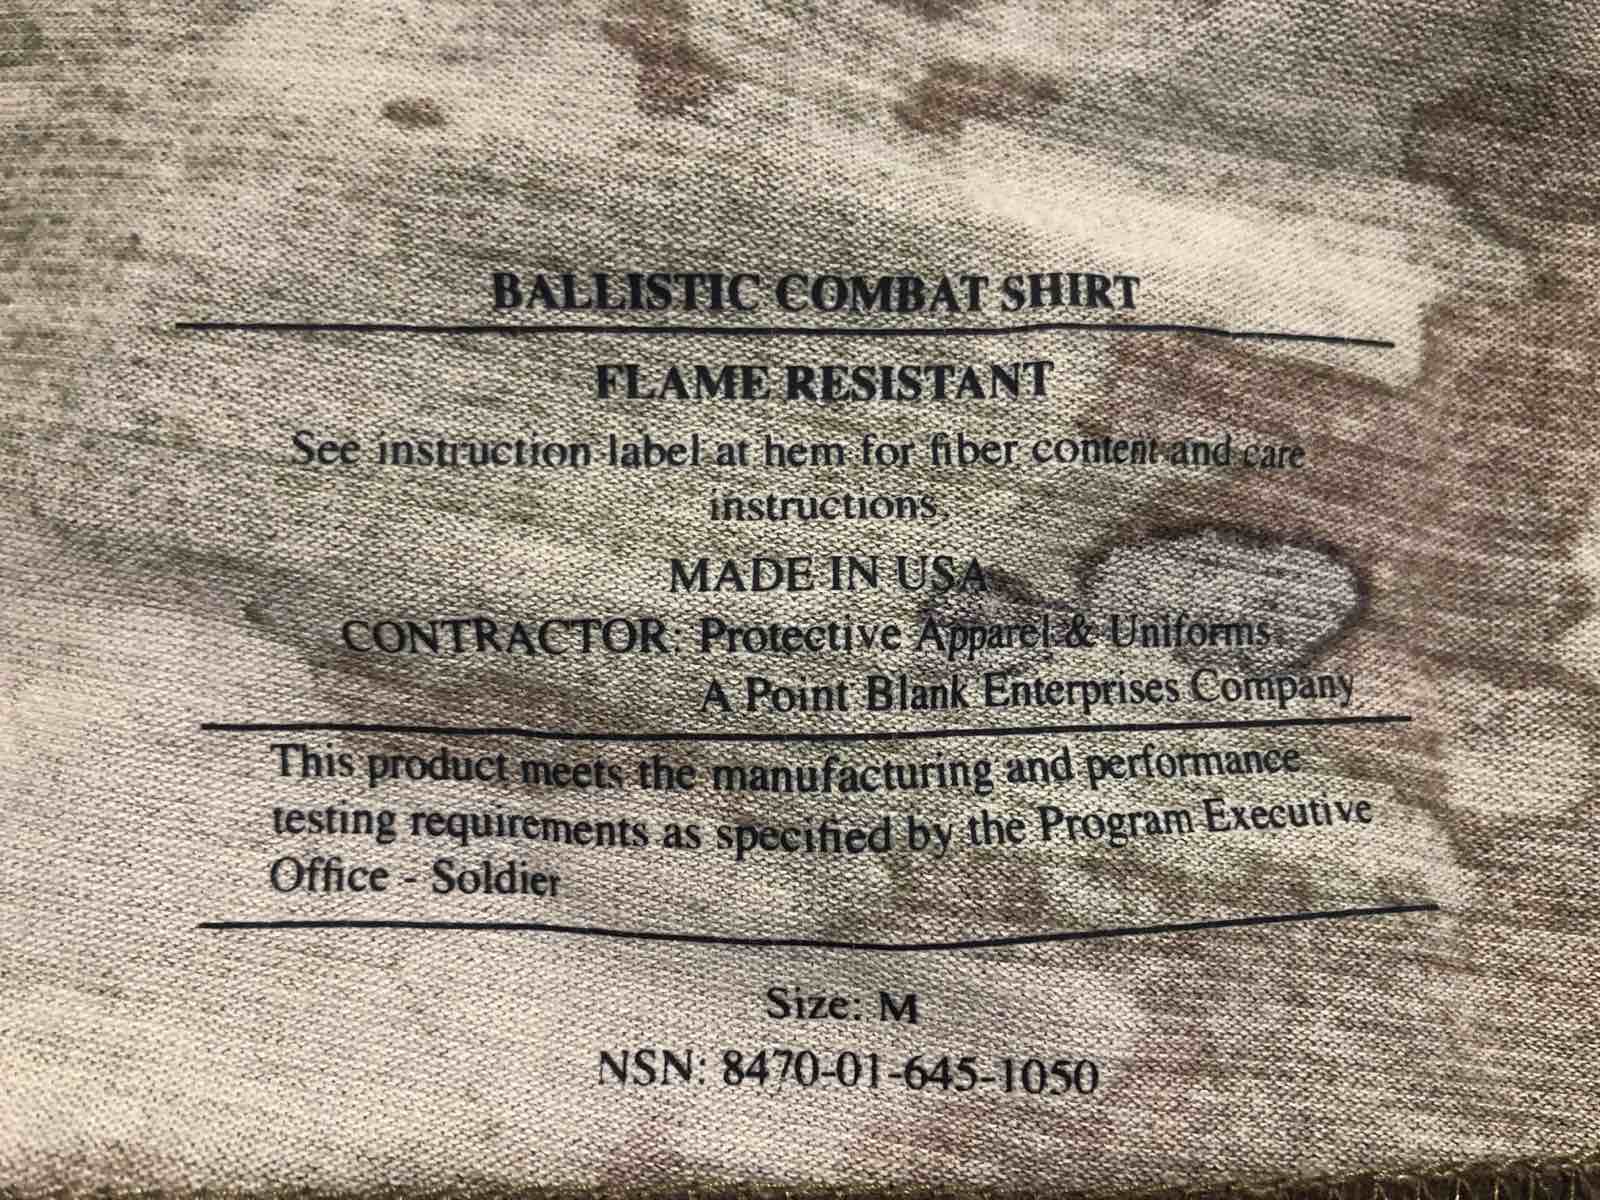 BALLISTIC COMBAT SHIRT
FLAME RESISTANT
See instruction label at hem for fiber content and care
instructions.
MADE IN USA
CONTRACTOR: Protective Apparel & Uniforms
A Point Blank Enterprises Company
This product meets the manufacturing and performance
testing requirements as specified by the Program Executive
Office - Soldier
Size: M
NSN: 8470-01-645-1050